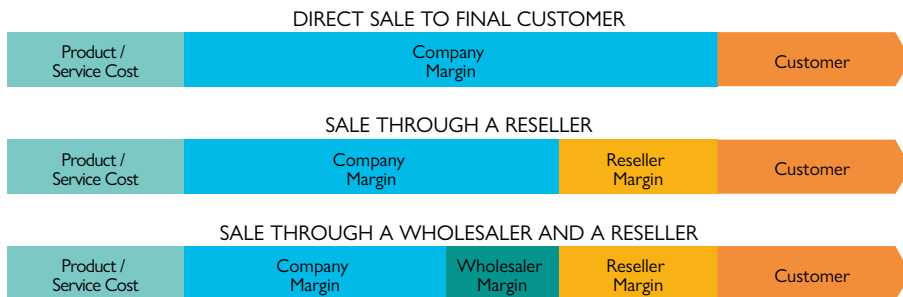 DIRECT SALE TO FINAL CUSTOMER
Product /
Service Cost
Company
Margin
Customer
SALE THROUGH A RESELLER
Product /
Service Cost
Company
Margin
Reseller
Margin
Customer
SALE THROUGH A WHOLESALER AND A RESELLER
Product /
Service Cost
Company
Margin
Wholesaler
Margin
Reseller
Margin
Customer